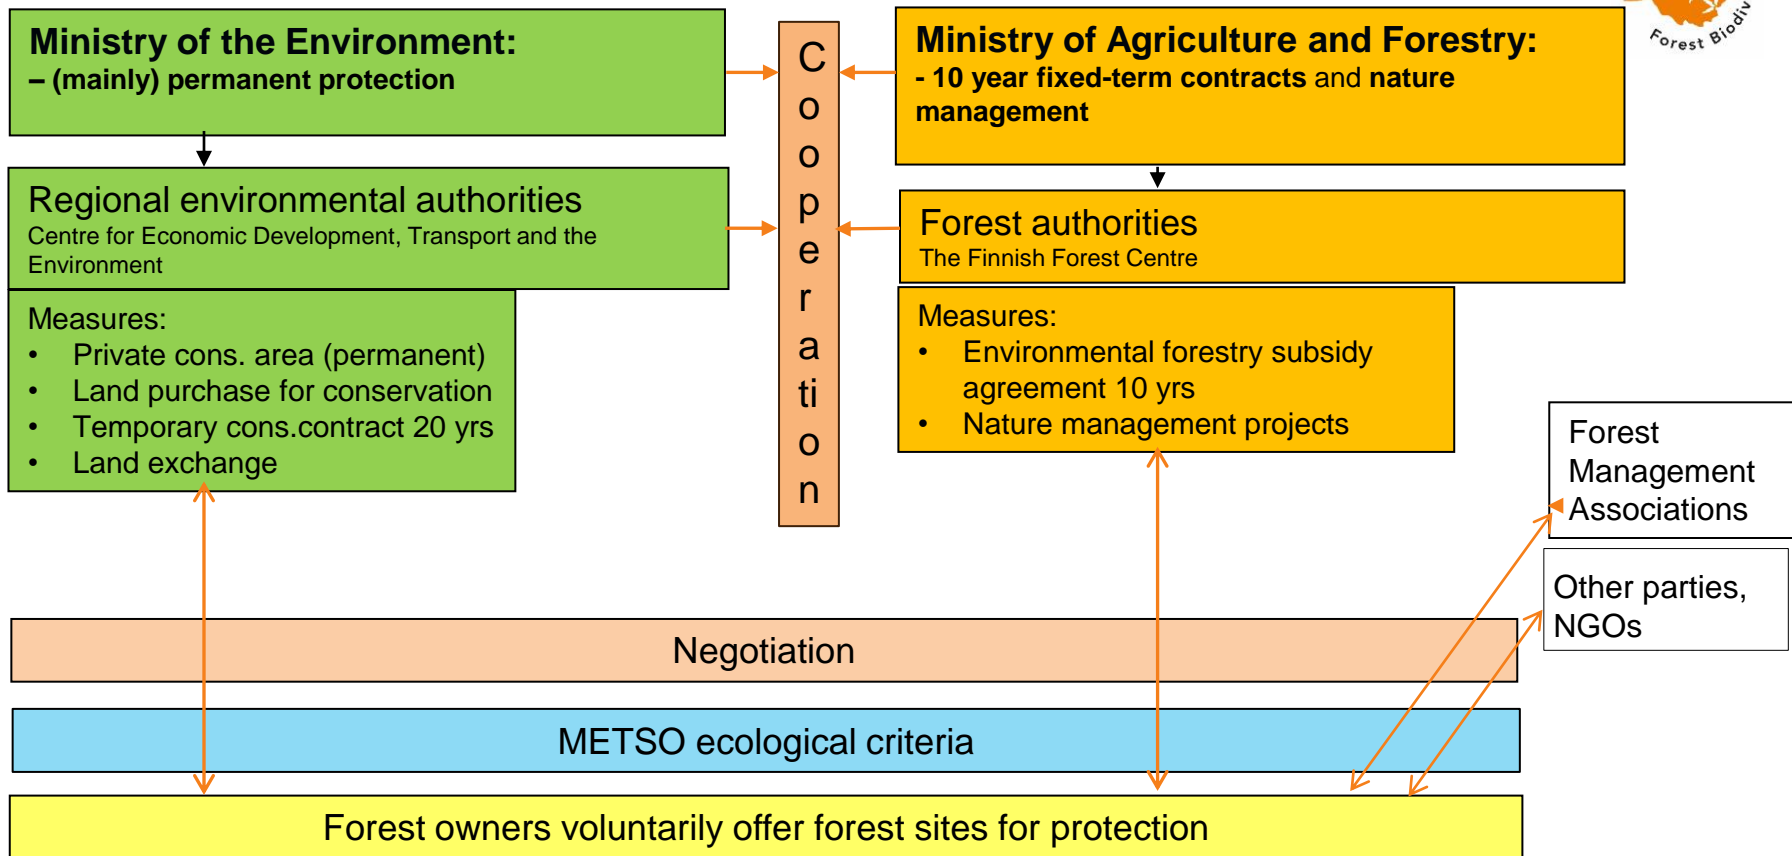 Ministry of the Environment:
– (mainly) permanent protection
Cooperation
Ministry of Agriculture and Forestry:
- 10 year fixed-term contracts and nature
management
Forest
Regional environmental authorities
Centre for Economic Development, Transport and the
Environment
Forest authorities
The Finnish Forest Centre
Measures:
• Private cons. area (permanent)
• Land purchase for conservation
• Temporary cons.contract 20 yrs
• Land exchange
Measures:
• Environmental forestry subsidy
agreement 10 yrs
• Nature management projects
Forest
Management
Associations
Other parties,
NGOs
Negotiation
METSO ecological criteria
Forest owners voluntarily offer forest sites for protection